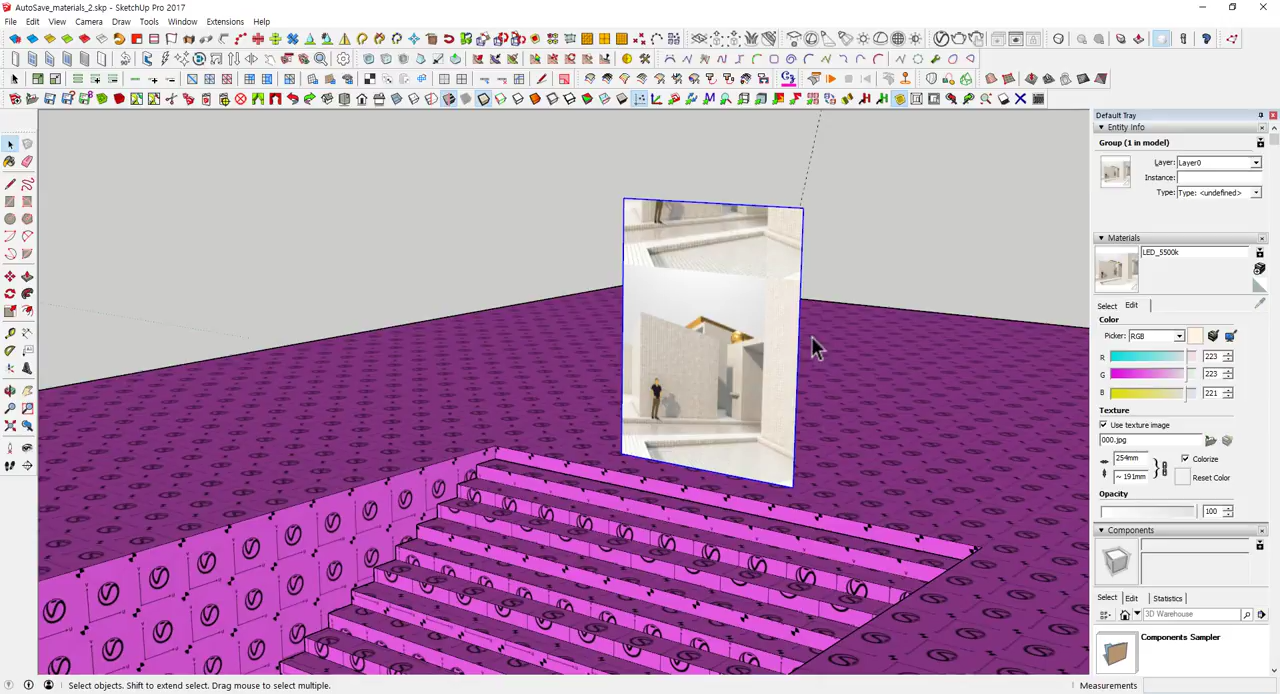 AutoSave_materials_2.skp - SketchUp Pro 2017
File Edit View Camera Draw Tools Window Extensions Help
Default Tray
Entity Info
Group (1 in model)
Layer: Layer0
Instance:
Type: Type: <undefined>
Materials
LED_5500k
Select Edit
Color
Picker: RGB
R 223
G 223
B 221
Texture
Use texture image
000.jpg
254mm
Colorize
~ 191mm
Reset Color
Opacity
100
Components
Select Edit Statistics
3D Warehouse
Components Sampler
Select objects. Shift to extend select. Drag mouse to select multiple.
Measurements